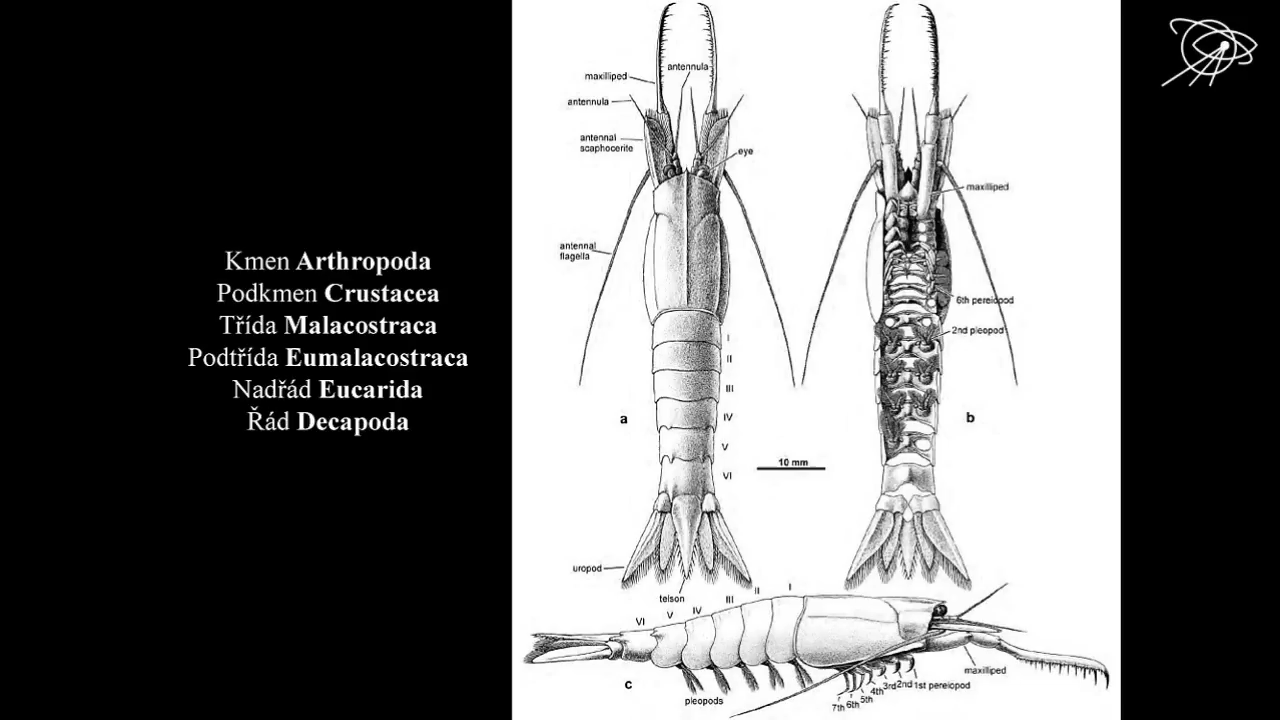 Kmen Arthropoda
Podkmen Crustacea
Třída Malacostraca
Podtřída Eumalacostraca
Nadřád Eucarida
Řád Decapoda
maxilliped
antennula
antennula
antennal
scaphocerite
eye
antennal
flagella
I
II
III
IV
V
VI
a
uropod
telson
10 mm
maxilliped
6th pereiopod
2nd pleopod
b
VI
V
IV
III
II
I
c
pleopods
maxilliped
7th
6th
5th
4th
3rd
2nd
1st pereiopod